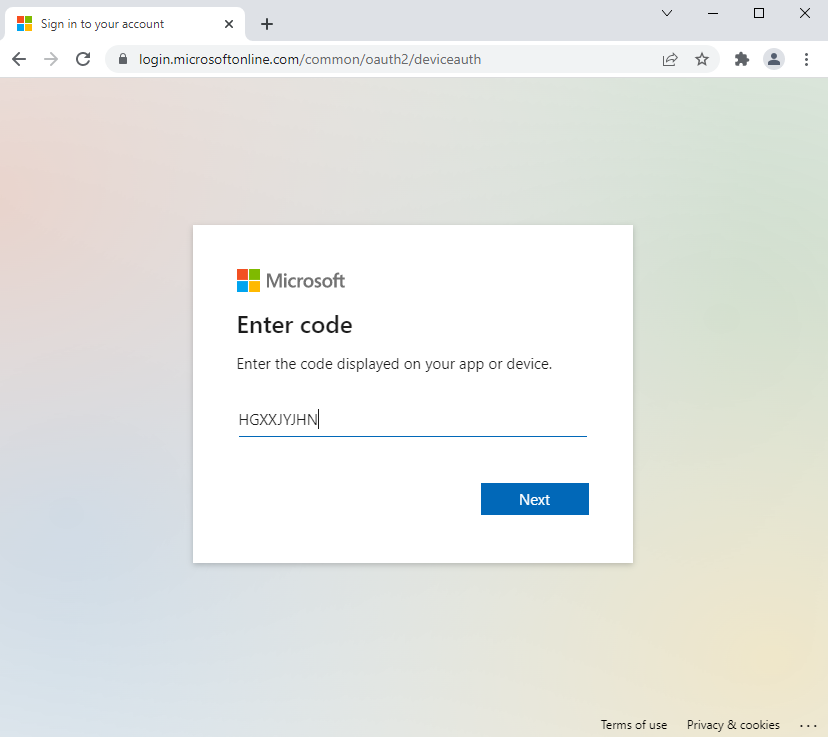 Sign in to your account
login.microsoftonline.com/common/oauth2/deviceauth
Microsoft
Enter code
Enter the code displayed on your app or device.
HGXXJYJHN
Next
Terms of use Privacy & cookies ...